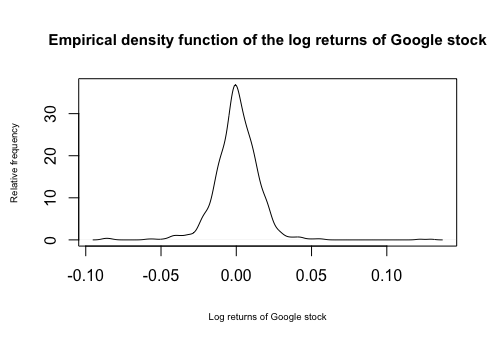 Empirical density function of the log returns of Google stock
Relative frequency
30
20
10
0
-0.10 -0.05 0.00 0.05 0.10
Log returns of Google stock